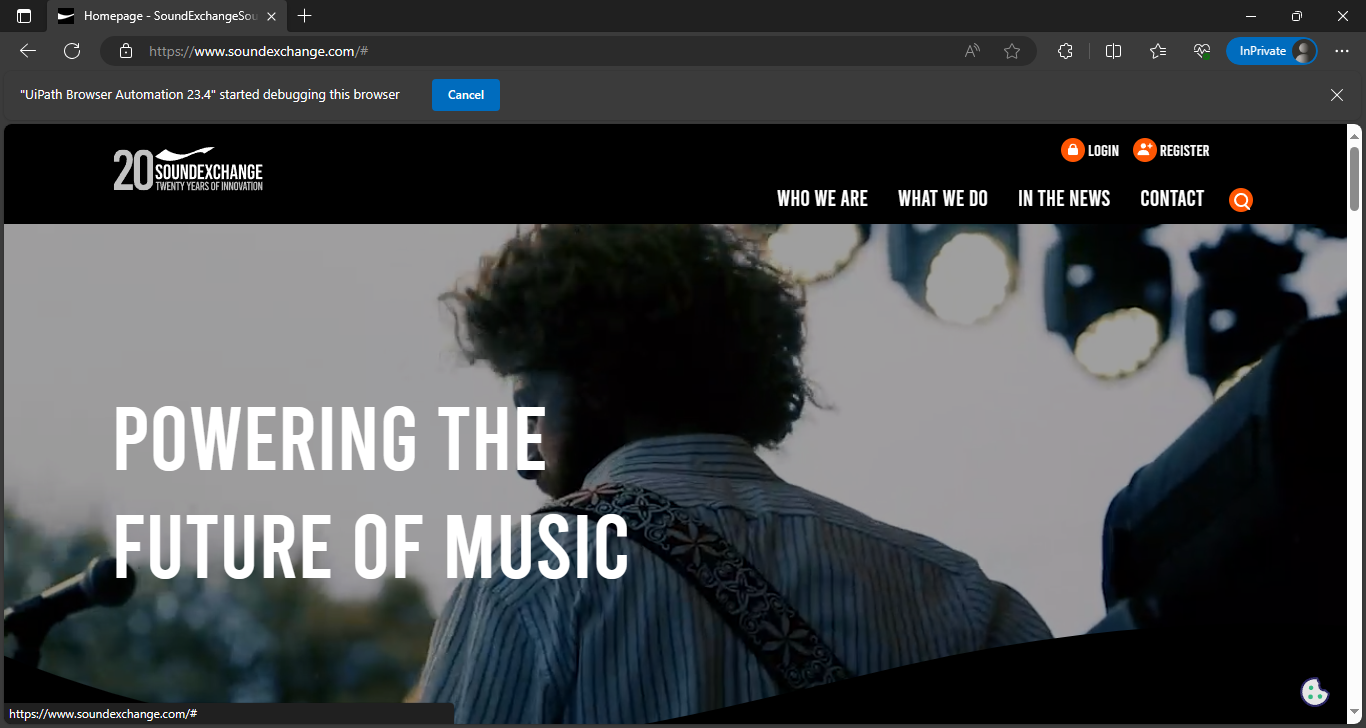 Homepage - SoundExchangeSou
https://www.soundexchange.com/#
InPrivate
"UiPath Browser Automation 23.4" started debugging this browser
Cancel
LOGIN
REGISTER
20 SOUNDEXCHANGE
TWENTY YEARS OF INNOVATION
WHO WE ARE
WHAT WE DO
IN THE NEWS
CONTACT
POWERING THE
FUTURE OF MUSIC
https://www.soundexchange.com/#